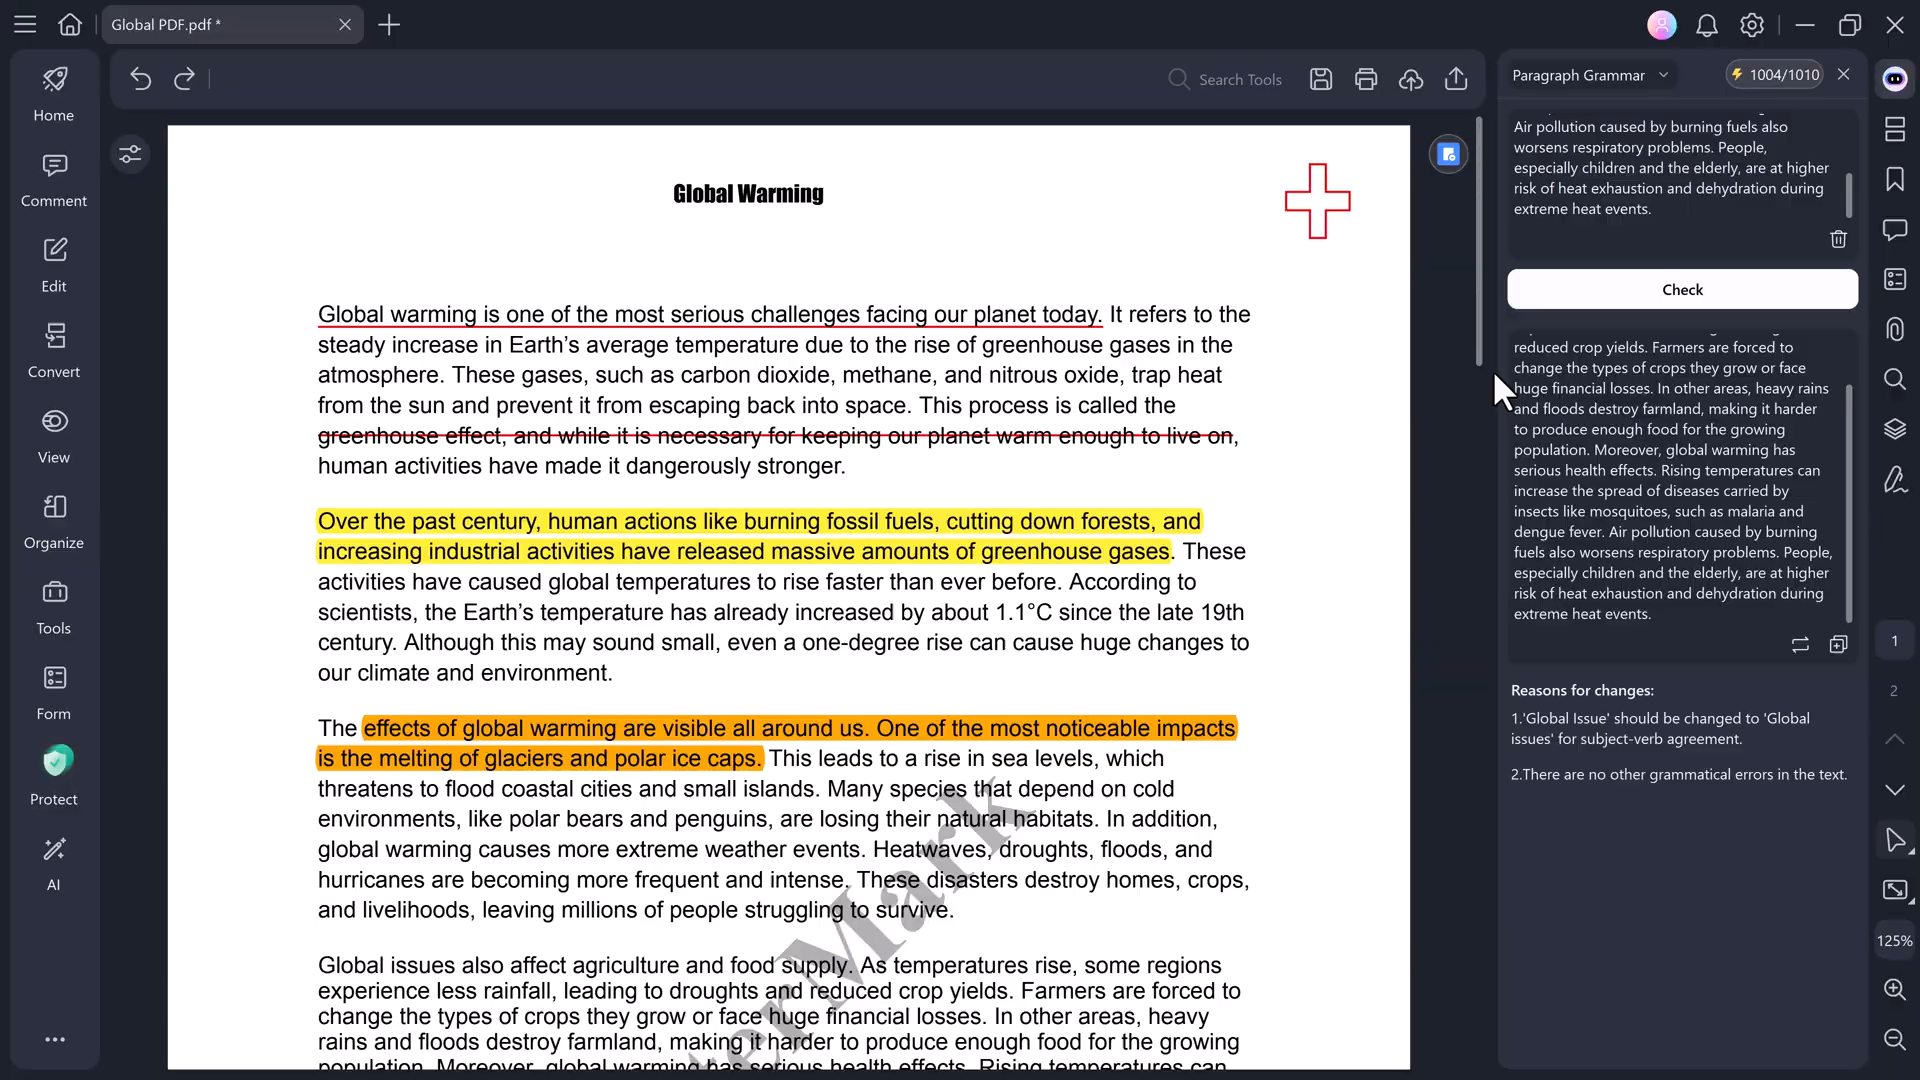 Global PDF.pdf *
Search Tools
Home
Comment
Edit
Convert
View
Organize
Tools
Form
Protect
AI
Global Warming
Global warming is one of the most serious challenges facing our planet today. It refers to the
steady increase in Earth’s average temperature due to the rise of greenhouse gases in the
atmosphere. These gases, such as carbon dioxide, methane, and nitrous oxide, trap heat
from the sun and prevent it from escaping back into space. This process is called the
greenhouse effect, and while it is necessary for keeping our planet warm enough to live on,
human activities have made it dangerously stronger.
Over the past century, human actions like burning fossil fuels, cutting down forests, and
increasing industrial activities have released massive amounts of greenhouse gases. These
activities have caused global temperatures to rise faster than ever before. According to
scientists, the Earth’s temperature has already increased by about 1.1°C since the late 19th
century. Although this may sound small, even a one-degree rise can cause huge changes to
our climate and environment.
The effects of global warming are visible all around us. One of the most noticeable impacts
is the melting of glaciers and polar ice caps. This leads to a rise in sea levels, which
threatens to flood coastal cities and small islands. Many species that depend on cold
environments, like polar bears and penguins, are losing their natural habitats. In addition,
global warming causes more extreme weather events. Heatwaves, droughts, floods, and
hurricanes are becoming more frequent and intense. These disasters destroy homes, crops,
and livelihoods, leaving millions of people struggling to survive.
Global issues also affect agriculture and food supply. As temperatures rise, some regions
experience less rainfall, leading to droughts and reduced crop yields. Farmers are forced to
change the types of crops they grow or face huge financial losses. In other areas, heavy
rains and floods destroy farmland, making it harder to produce enough food for the growing
population. Moreover, global warming has serious health effects. Rising temperatures can
terMark
Paragraph Grammar
1004/1010
Air pollution caused by burning fuels also
worsens respiratory problems. People,
especially children and the elderly, are at higher
risk of heat exhaustion and dehydration during
extreme heat events.
Check
reduced crop yields. Farmers are forced to
change the types of crops they grow or face
huge financial losses. In other areas, heavy rains
and floods destroy farmland, making it harder
to produce enough food for the growing
population. Moreover, global warming has
serious health effects. Rising temperatures can
increase the spread of diseases carried by
insects like mosquitoes, such as malaria and
dengue fever. Air pollution caused by burning
fuels also worsens respiratory problems. People,
especially children and the elderly, are at higher
risk of heat exhaustion and dehydration during
extreme heat events.
Reasons for changes:
1.'Global Issue' should be changed to 'Global
issues' for subject-verb agreement.
2.There are no other grammatical errors in the text.
1
2
125%